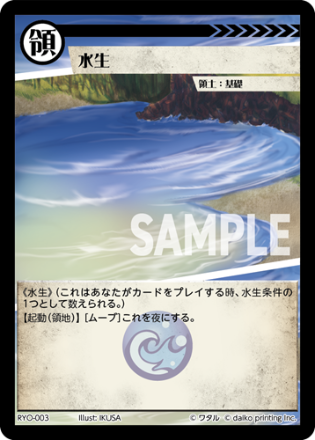 領
水生
領土：基礎
SAMPLE
《水生》（これはあなたがカードをプレイする時、水生条件の
1つとして数えられる。）
【起動（領地）】［ムーブ］これを夜にする。
RYO-003 Illust: IKUSA © ワタル © daiko printing Inc.